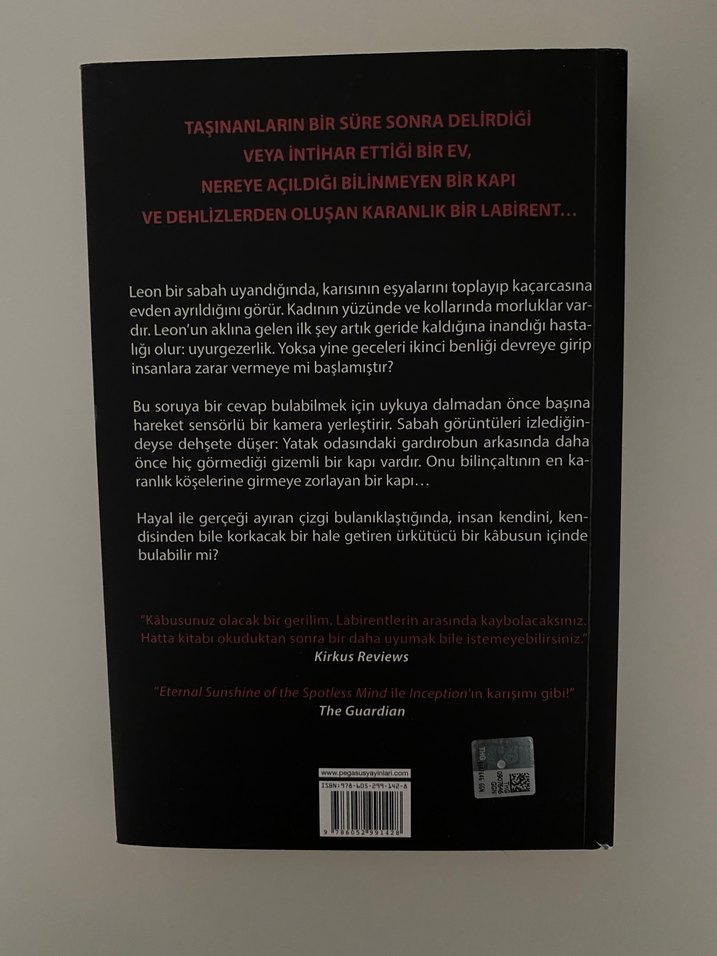 TAŞINANLARIN BİR SÜRE SONRA DELİRDİĞİ
VEYA İNTİHAR ETTİĞİ BİR EV,
NEREYE AÇILDIĞI BİLİNMEYEN BİR KAPI
VE DEHLİZLERDEN OLUŞAN KARANLIK BİR LABİRENT...
Leon bir sabah uyandığında, karısının eşyalarını toplayıp kaçarcasına
evden ayrıldığını görür. Kadının yüzünde ve kollarında morluklar var-
dır. Leon’un aklına gelen ilk şey artık geride kaldığına inandığı hasta-
lığı olur: uyurgezerlik. Yoksa yine geceleri ikinci benliği devreye girip
insanlara zarar vermeye mi başlamıştır?
Bu soruya bir cevap bulabilmek için uykuya dalmadan önce başına
hareket sensörlü bir kamera yerleştirir. Sabah görüntüleri izlediğin-
deyse dehşete düşer: Yatak odasındaki gardırobun arkasında daha
önce hiç görmediği gizemli bir kapı vardır. Onu bilinçaltının en ka-
ranlık köşelerine girmeye zorlayan bir kapı...
Hayal ile gerçeği ayıran çizgi bulanıklaştığında, insan kendini, ken-
disinden bile korkacak bir hale getiren ürkütücü bir kâbusun içinde
bulabilir mi?
“Kâbusunuz olacak bir gerilim. Labirentlerin arasında kaybolacaksınız.
Hatta kitabı okuduktan sonra bir daha uyumak bile istemeyebilirsiniz.”
Kirkus Reviews
“Eternal Sunshine of the Spotless Mind ile Inception’ın karışımı gibi!”
The Guardian
www.pegasusyayinlari.com
ISBN:978-605-299-142-8
9 786052 991428